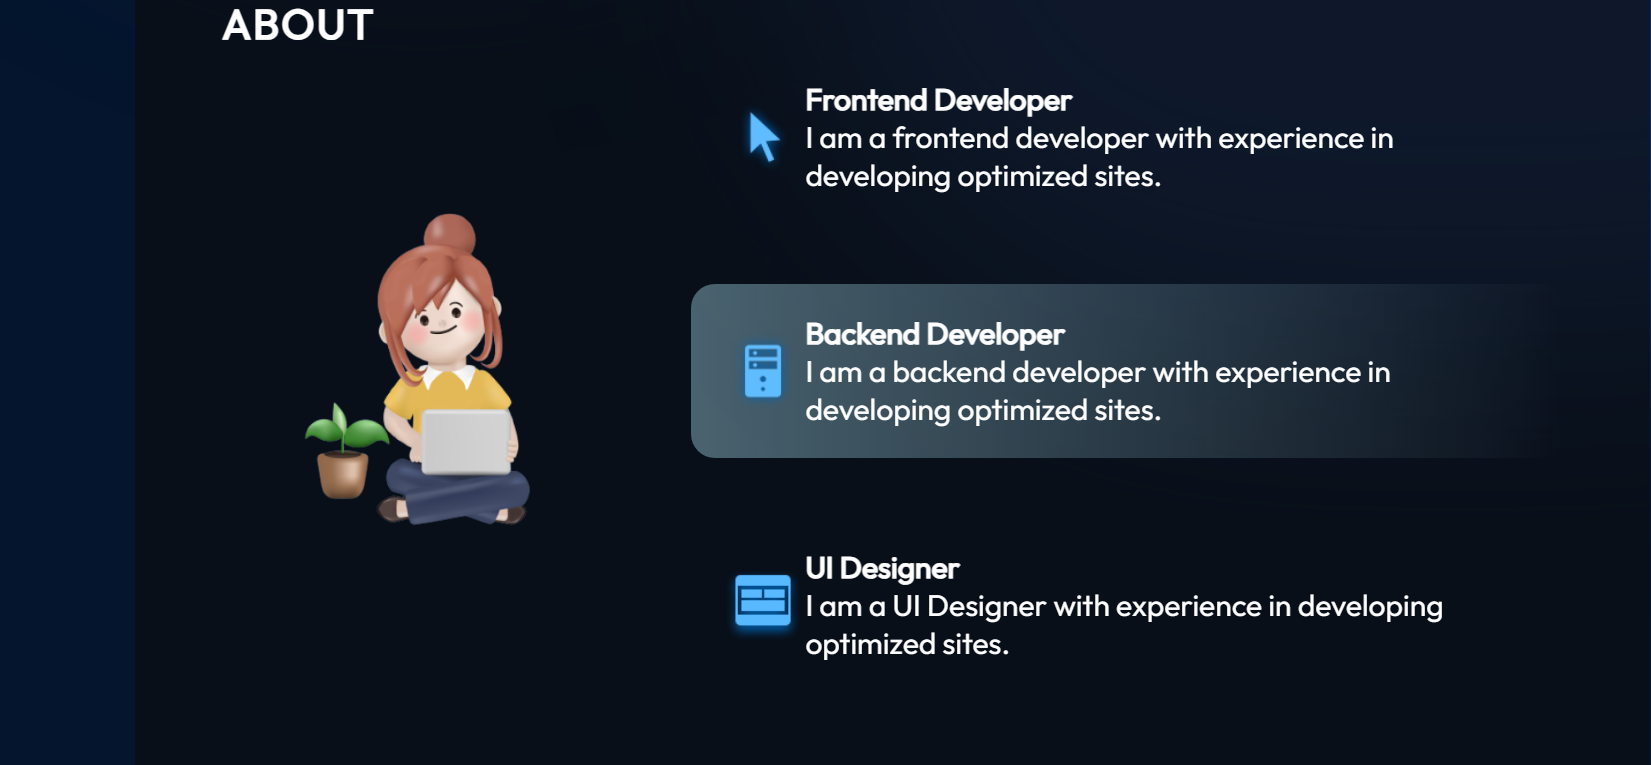 ABOUT
Frontend Developer
I am a frontend developer with experience in
developing optimized sites.
Backend Developer
I am a backend developer with experience in
developing optimized sites.
UI Designer
I am a UI Designer with experience in developing
optimized sites.